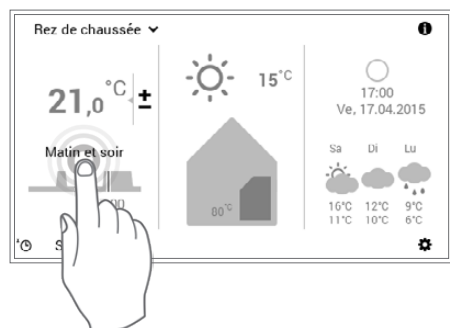 Rez de chaussée
21,0°C ±
Matin et soir
15°C
80°C
17:00
Ve, 17.04.2015
Sa Di Lu
16°C 12°C 9°C
11°C 10°C 6°C